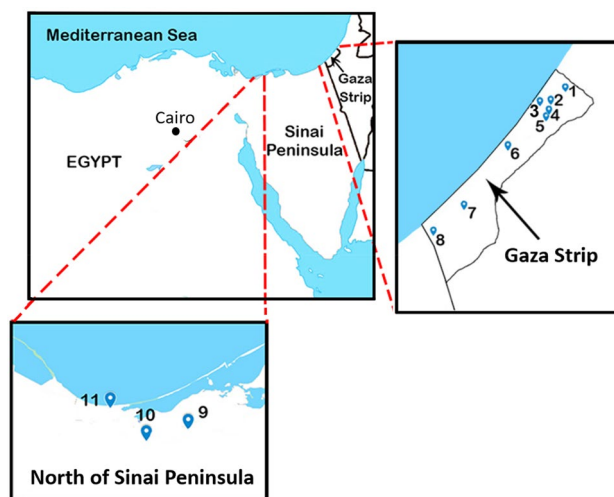 Mediterranean Sea
Gaza
Strip
Cairo
Sinai
Peninsula
EGYPT
1
2
3
4
5
6
7
8
Gaza Strip
9
10
11
North of Sinai Peninsula